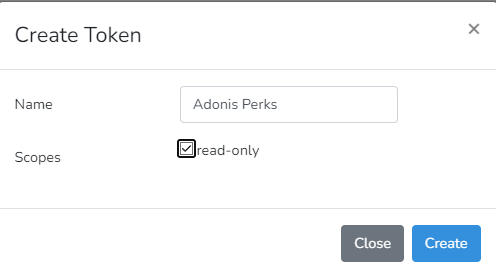 Create Token
×
Name
Adonis Perks
Scopes
read-only
Close
Create